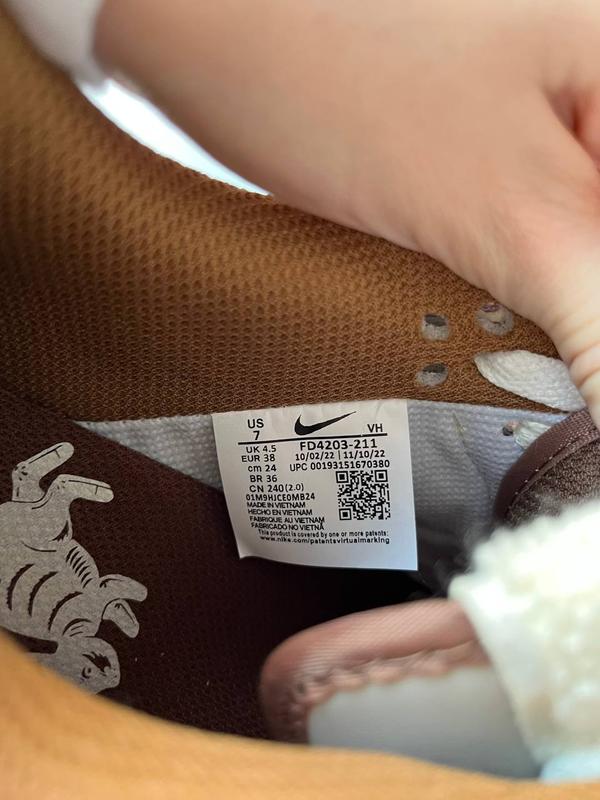 US
7
VH
UK 4.5
FD4203-211
EUR 38
10/02/22 | 11/10/22
cm 24
UPC 00193151670380
BR 36
CN 240(2.0)
01M9HJCEOMB24
MADE IN VIETNAM
HECHO EN VIETNAM
FABRIQUE AU VIETNAM
FABRICADO NO VIETNÃ
This product is covered by one or more patents:
www.nike.com/patentsvirtualmarking